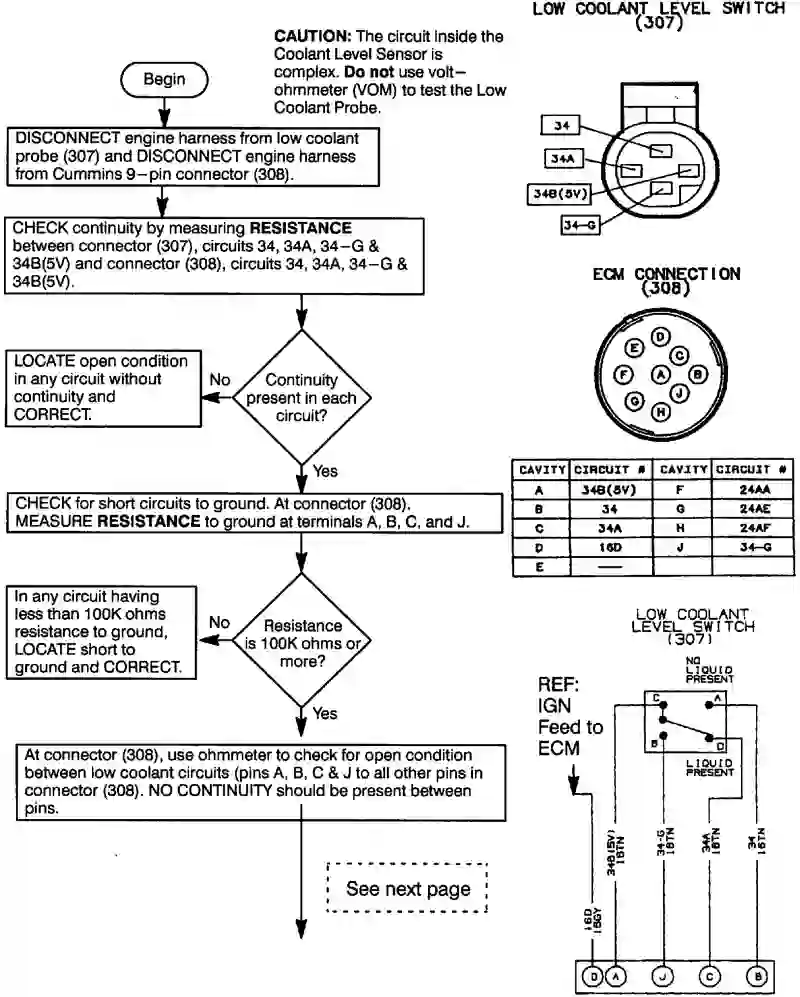 LOW COOLANT LEVEL SWITCH
(307)
CAUTION: The circuit inside the
Coolant Level Sensor is
complex. Do not use volt–
ohmmeter (VOM) to test the Low
Coolant Probe.
Begin
DISCONNECT engine harness from low coolant
probe (307) and DISCONNECT engine harness
from Cummins 9–pin connector (308).
CHECK continuity by measuring RESISTANCE
between connector (307), circuits 34, 34A, 34–G &
34B(5V) and connector (308), circuits 34, 34A, 34–G &
34B(5V).
34
34A
34B(5V)
34-G
ECM CONNECTION
(308)
D
E
C
F
A
B
G
J
H
LOCATE open condition
in any circuit without
continuity and
CORRECT.
No
Continuity
present in each
circuit?
Yes
CAVITY CIRCUIT # CAVITY CIRCUIT #
A 34B(5V) F 24AA
B 34 G 24AE
C 34A H 24AF
D 16D J 34-G
E —
CHECK for short circuits to ground. At connector (308).
MEASURE RESISTANCE to ground at terminals A, B, C, and J.
In any circuit having
less than 100K ohms
resistance to ground,
LOCATE short to
ground and CORRECT.
No
Resistance
is 100K ohms or
more?
Yes
LOW COOLANT
LEVEL SWITCH
(307)
NO
LIQUID
PRESENT
REF:
IGN
Feed to
ECM
C
A
B
D
LIQUID
PRESENT
At connector (308), use ohmmeter to check for open condition
between low coolant circuits (pins A, B, C & J to all other pins in
connector (308). NO CONTINUITY should be present between
pins.
See next page
16D
16GY
34B(5V)
18TN
34-G
18TN
34A
18TN
34
18TN
D A J C B